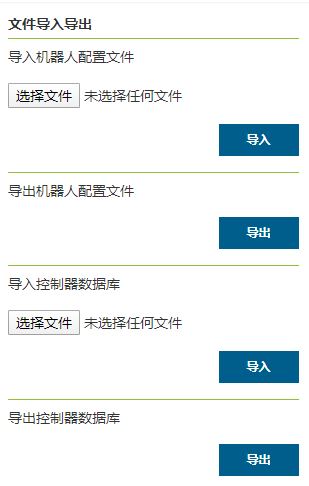 文件导入导出
导入机器人配置文件
选择文件 未选择任何文件
导入
导出机器人配置文件
导出
导入控制器数据库
选择文件 未选择任何文件
导入
导出控制器数据库
导出